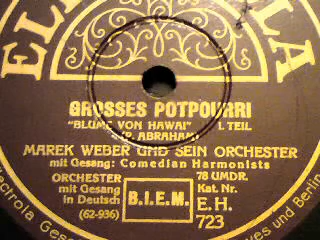 GROSSES POTPOURRI
"BLUME VON HAWAI" I. TEIL
(P. ABRAHAM)
MAREK WEBER UND SEIN ORCHESTER
mit Gesang: Comedian Harmonists
ORCHESTER
mit Gesang
in Deutsch
(62-936)
B.I.E.M.
78 UMDR.
Kat. Nr.
E.H.
723